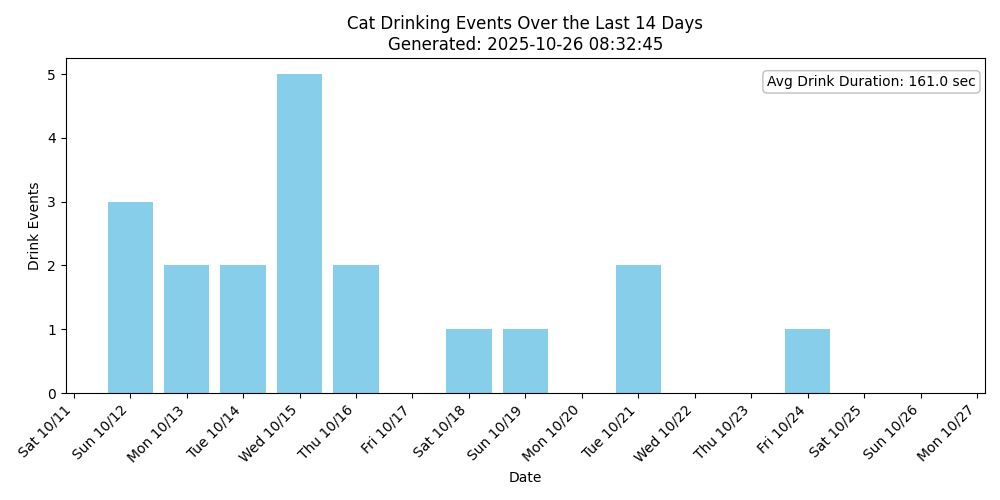 Cat Drinking Events Over the Last 14 Days
Generated: 2025-10-26 08:32:45
Avg Drink Duration: 161.0 sec
Drink Events
5
4
3
2
1
0
Sat 10/11
Sun 10/12
Mon 10/13
Tue 10/14
Wed 10/15
Thu 10/16
Fri 10/17
Sat 10/18
Sun 10/19
Mon 10/20
Tue 10/21
Wed 10/22
Thu 10/23
Fri 10/24
Sat 10/25
Sun 10/26
Mon 10/27
Date